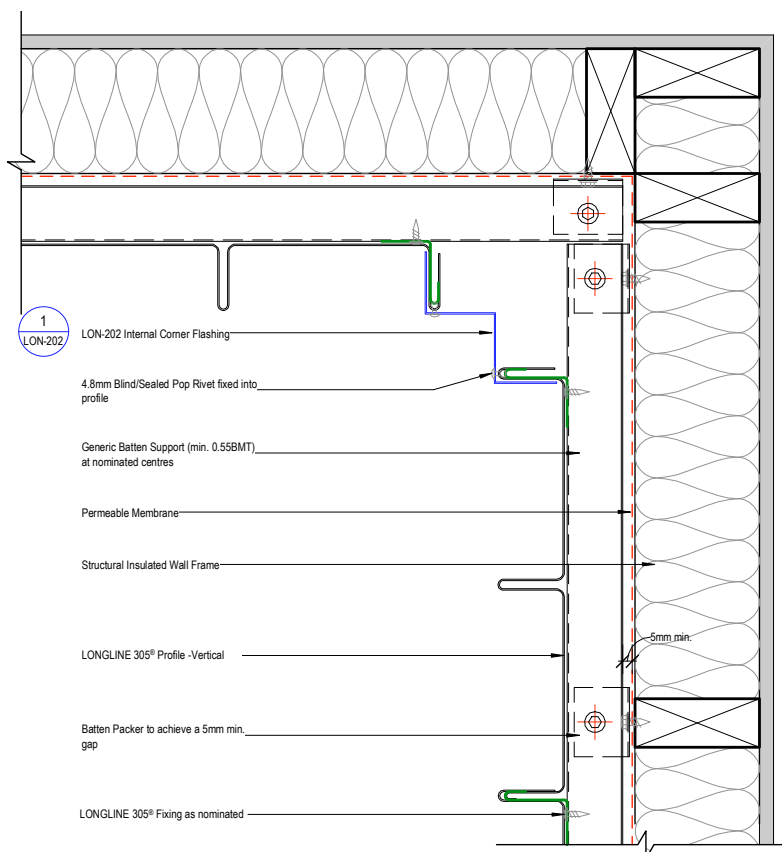 1
LON-202
LON-202 Internal Corner Flashing
4.8mm Blind/Sealed Pop Rivet fixed into
profile
Generic Batten Support (min. 0.55BMT)
at nominated centres
Permeable Membrane
Structural Insulated Wall Frame
5mm min.
LONGLINE 305® Profile -Vertical
Batten Packer to achieve a 5mm min.
gap
LONGLINE 305® Fixing as nominated